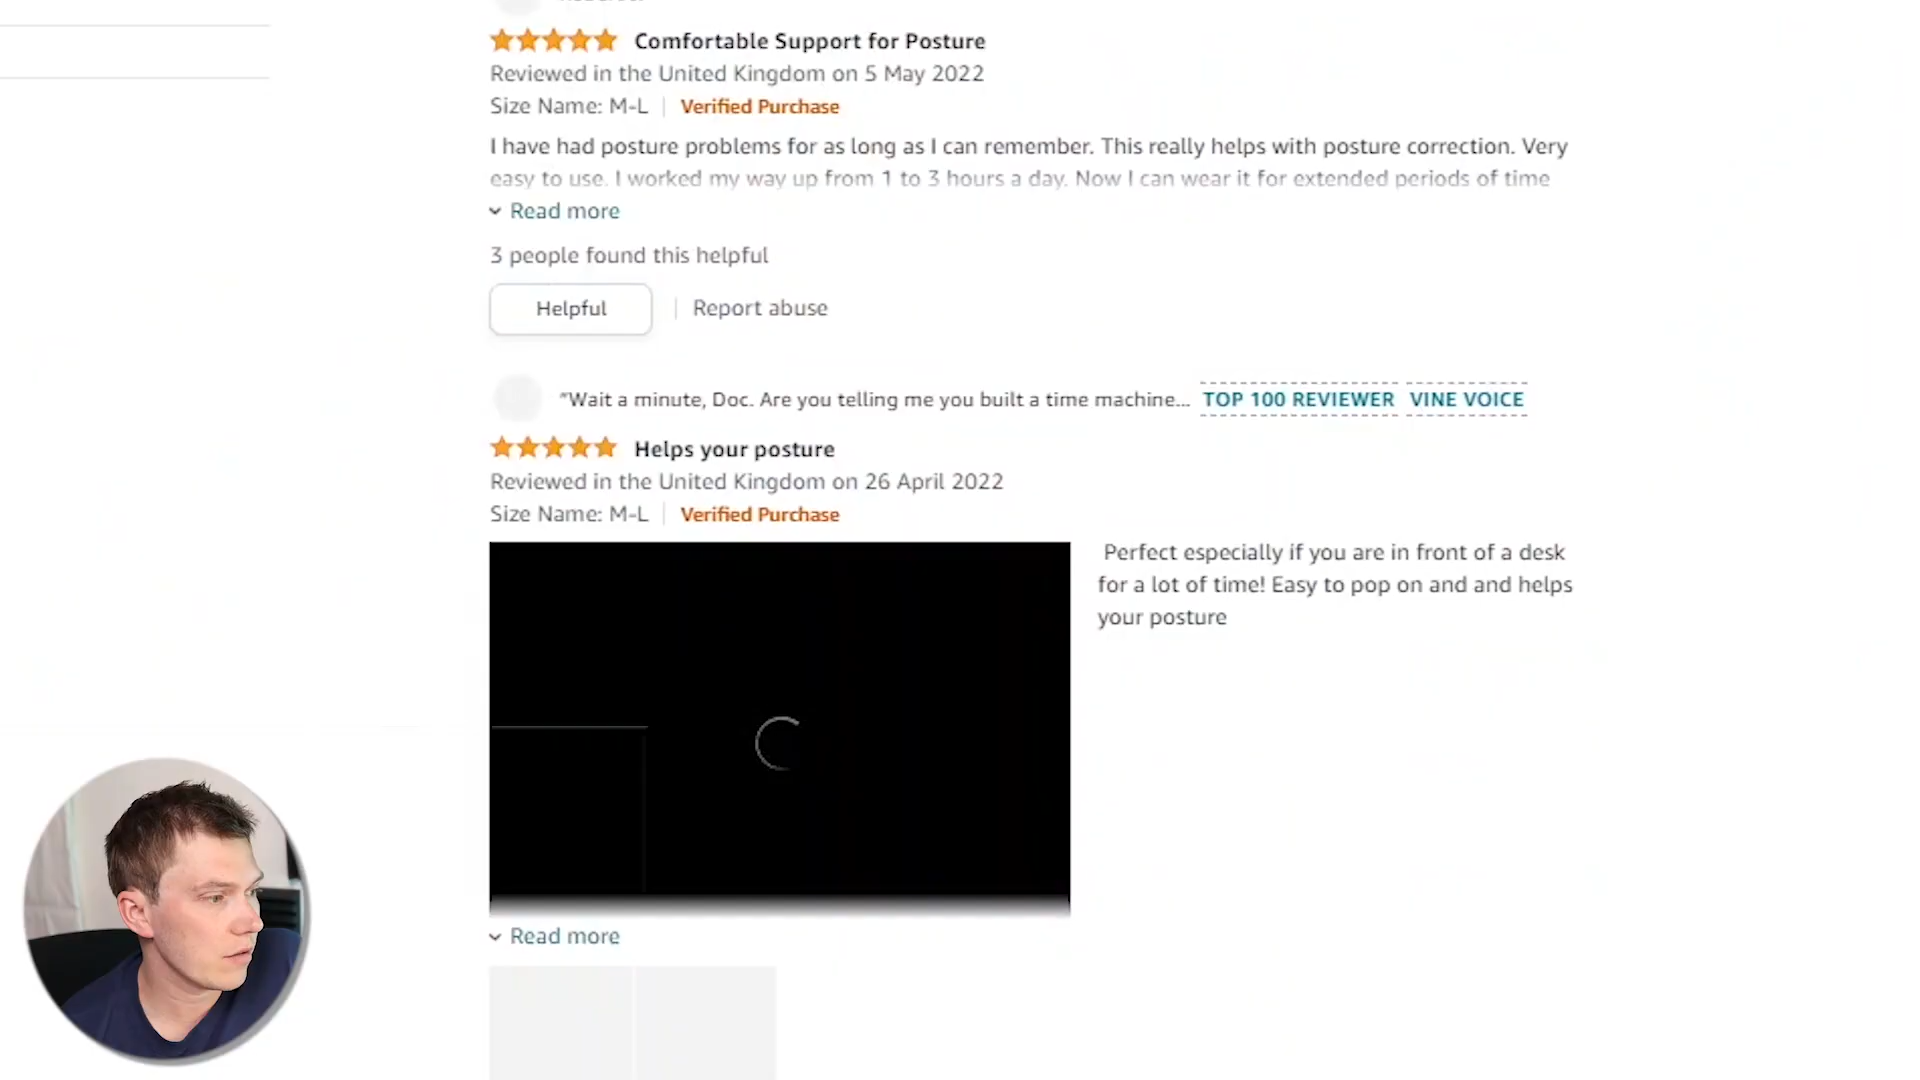 Comfortable Support for Posture
Reviewed in the United Kingdom on 5 May 2022
Size Name: M-L | Verified Purchase
I have had posture problems for as long as I can remember. This really helps with posture correction. Very
easy to use. I worked my way up from 1 to 3 hours a day. Now I can wear it for extended periods of time
Read more
3 people found this helpful
Helpful | Report abuse
"Wait a minute, Doc. Are you telling me you built a time machine... TOP 100 REVIEWER VINE VOICE
Helps your posture
Reviewed in the United Kingdom on 26 April 2022
Size Name: M-L | Verified Purchase
Perfect especially if you are in front of a desk
for a lot of time! Easy to pop on and and helps
your posture
Read more